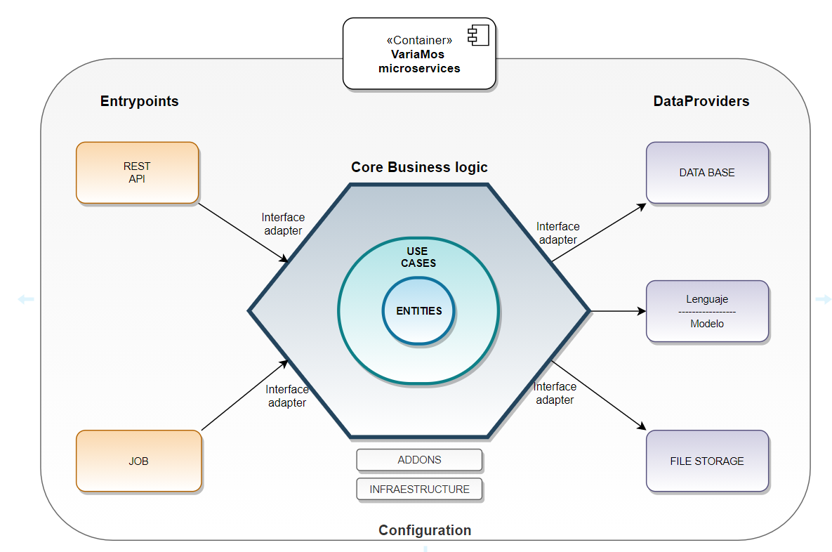 «Container»
VariaMos
microservices
Entrypoints
DataProviders
REST
API
Core Business logic
DATA BASE
Interface
adapter
Interface
adapter
USE
CASES
ENTITIES
Lenguaje
------------------
Modelo
Interface
adapter
Interface
adapter
JOB
ADDONS
FILE STORAGE
INFRAESTRUCTURE
Configuration